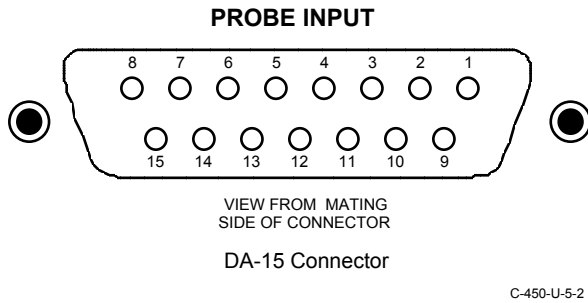 PROBE INPUT
8 7 6 5 4 3 2 1
15 14 13 12 11 10 9
VIEW FROM MATING
SIDE OF CONNECTOR
DA-15 Connector
C-450-U-5-2